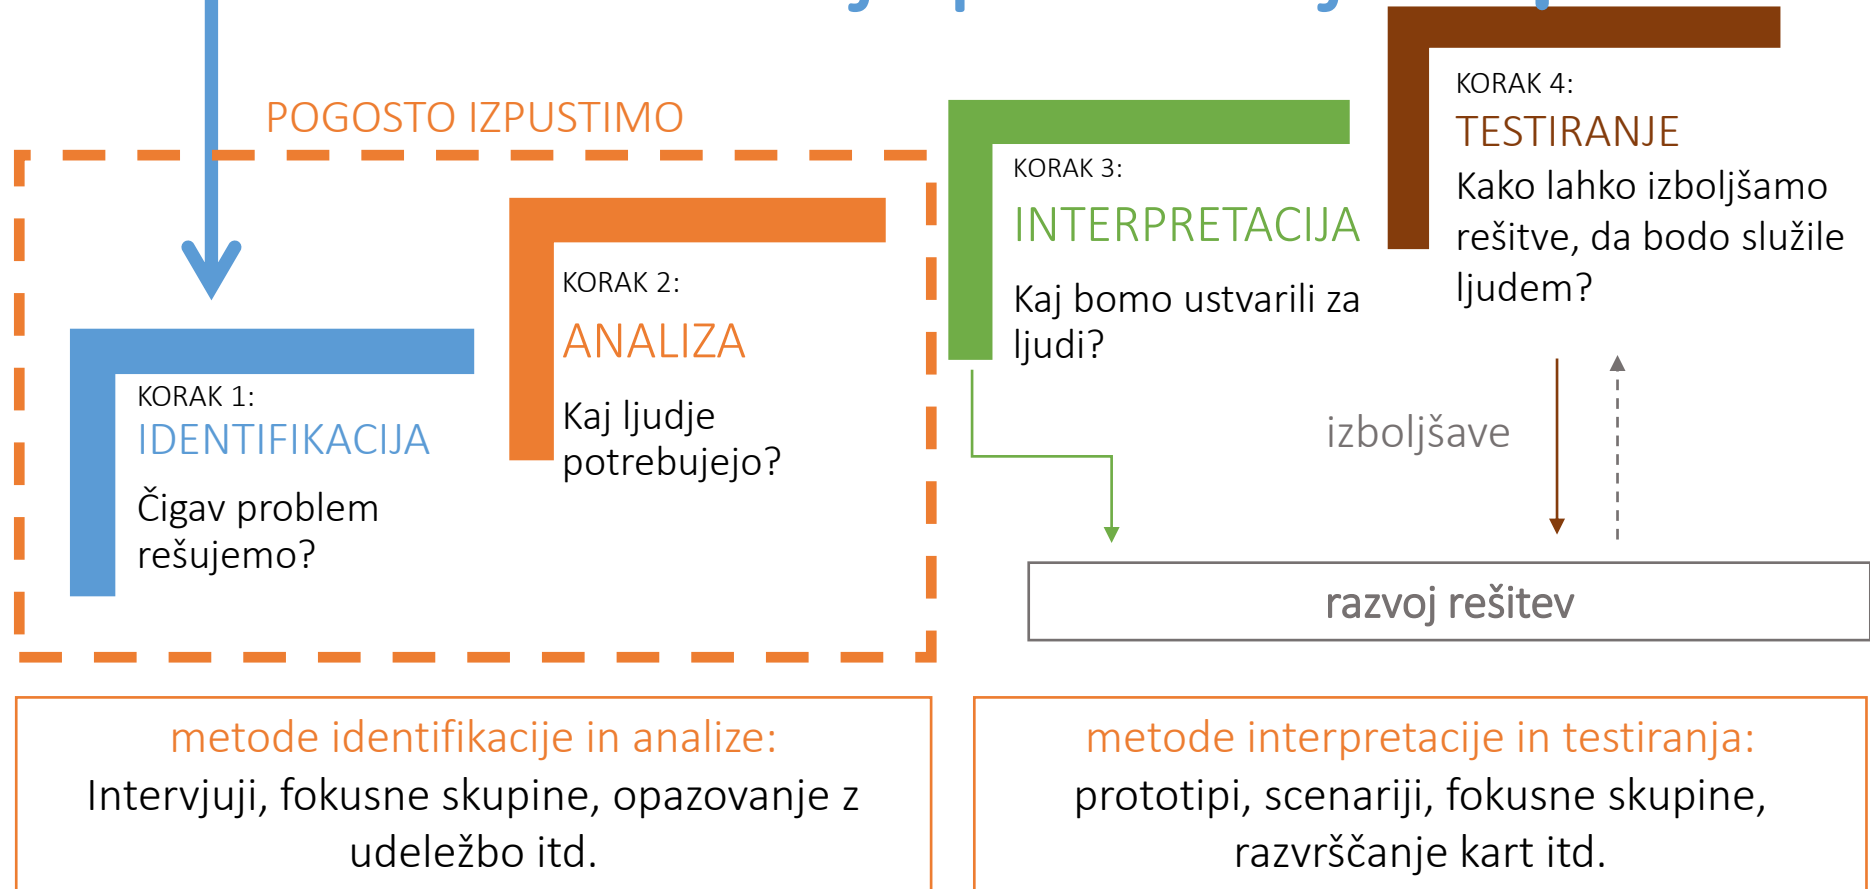 POGOSTO IZPUSTIMO
KORAK 1:
IDENTIFIKACIJA
Čigav problem
rešujemo?
KORAK 2:
ANALIZA
Kaj ljudje
potrebujejo?
KORAK 3:
INTERPRETACIJA
Kaj bomo ustvarili za
ljudi?
KORAK 4:
TESTIRANJE
Kako lahko izboljšamo
rešitve, da bodo služile
ljudem?
izboljšave
razvoj rešitev
metode identifikacije in analize:
Intervjuji, fokusne skupine, opazovanje z
udeležbo itd.
metode interpretacije in testiranja:
prototipi, scenariji, fokusne skupine,
razvrščanje kart itd.